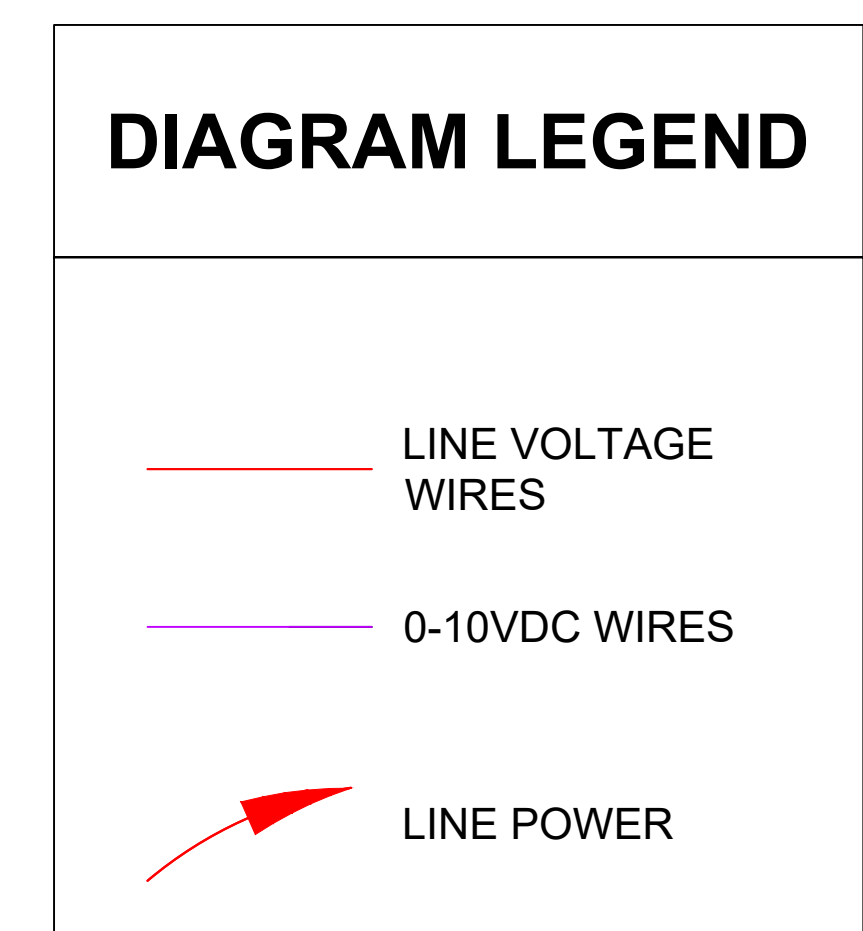 DIAGRAM LEGEND
LINE VOLTAGE
WIRES
0-10VDC WIRES
LINE POWER